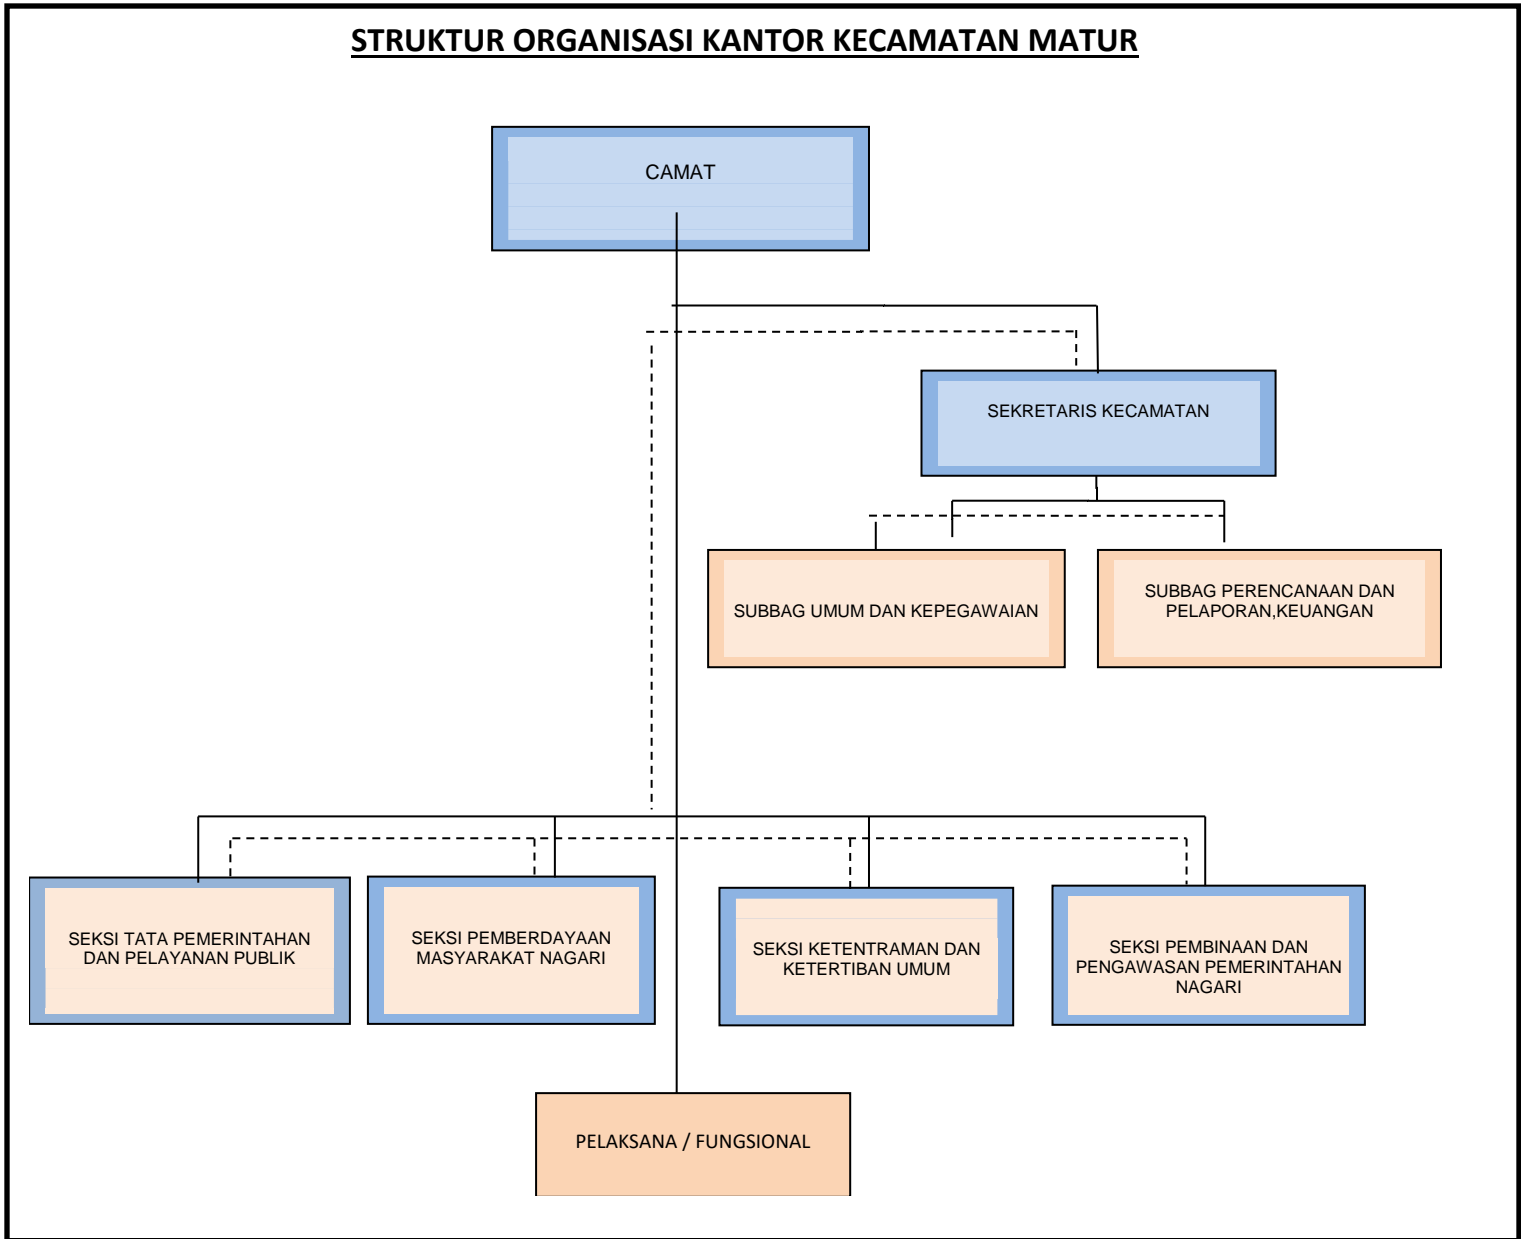 STRUKTUR ORGANISASI KANTOR KECAMATAN MATUR
CAMAT
SEKRETARIS KECAMATAN
SUBBAG UMUM DAN KEPEGAWAIAN
SUBBAG PERENCANAAN DAN
PELAPORAN,KEUANGAN
SEKSI TATA PEMERINTAHAN
DAN PELAYANAN PUBLIK
SEKSI PEMBERDAYAAN
MASYARAKAT NAGARI
SEKSI KETENTRAMAN DAN
KETERTIBAN UMUM
SEKSI PEMBINAAN DAN
PENGAWASAN PEMERINTAHAN
NAGARI
PELAKSANA / FUNGSIONAL